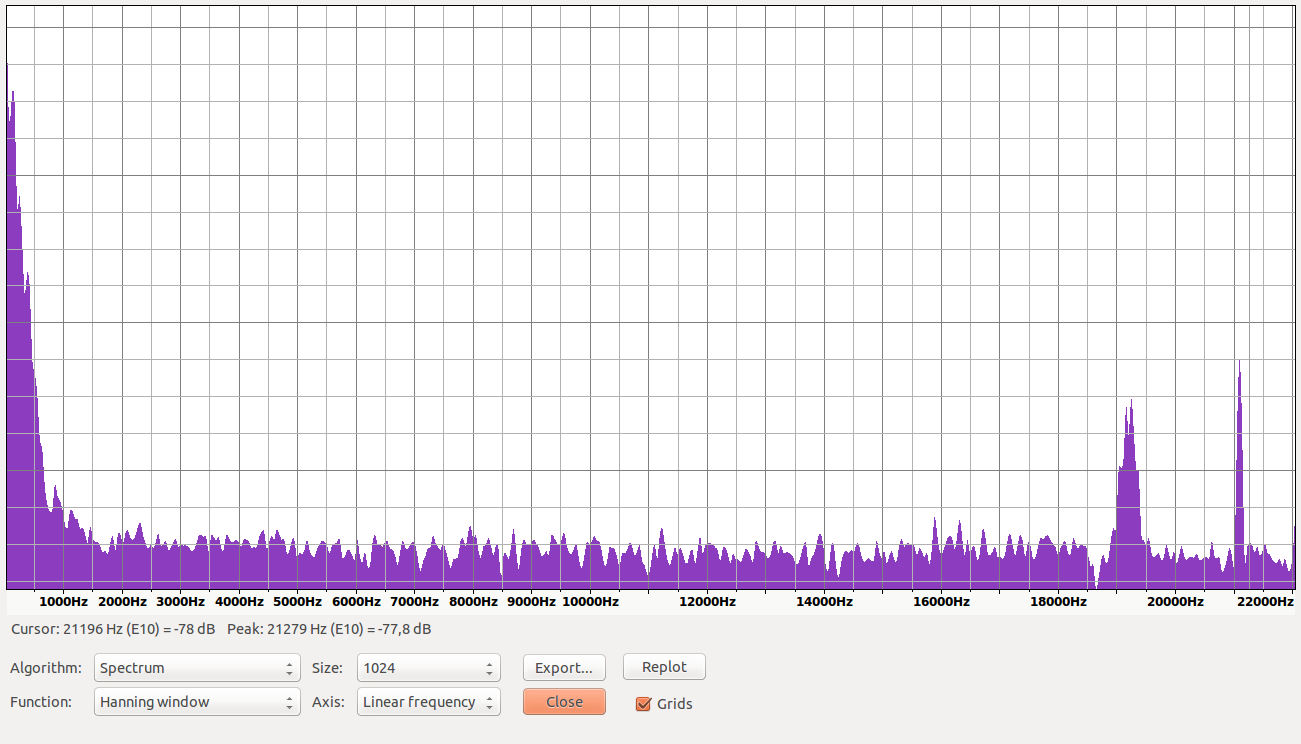 1000Hz 2000Hz 3000Hz 4000Hz 5000Hz 6000Hz 7000Hz 8000Hz 9000Hz 10000Hz 12000Hz 14000Hz 16000Hz 18000Hz 20000Hz 22000Hz
Cursor: 21196 Hz (E10) = -78 dB Peak: 21279 Hz (E10) = -77,8 dB
Algorithm: Spectrum Size: 1024 Export... Replot
Function: Hanning window Axis: Linear frequency Close Grids